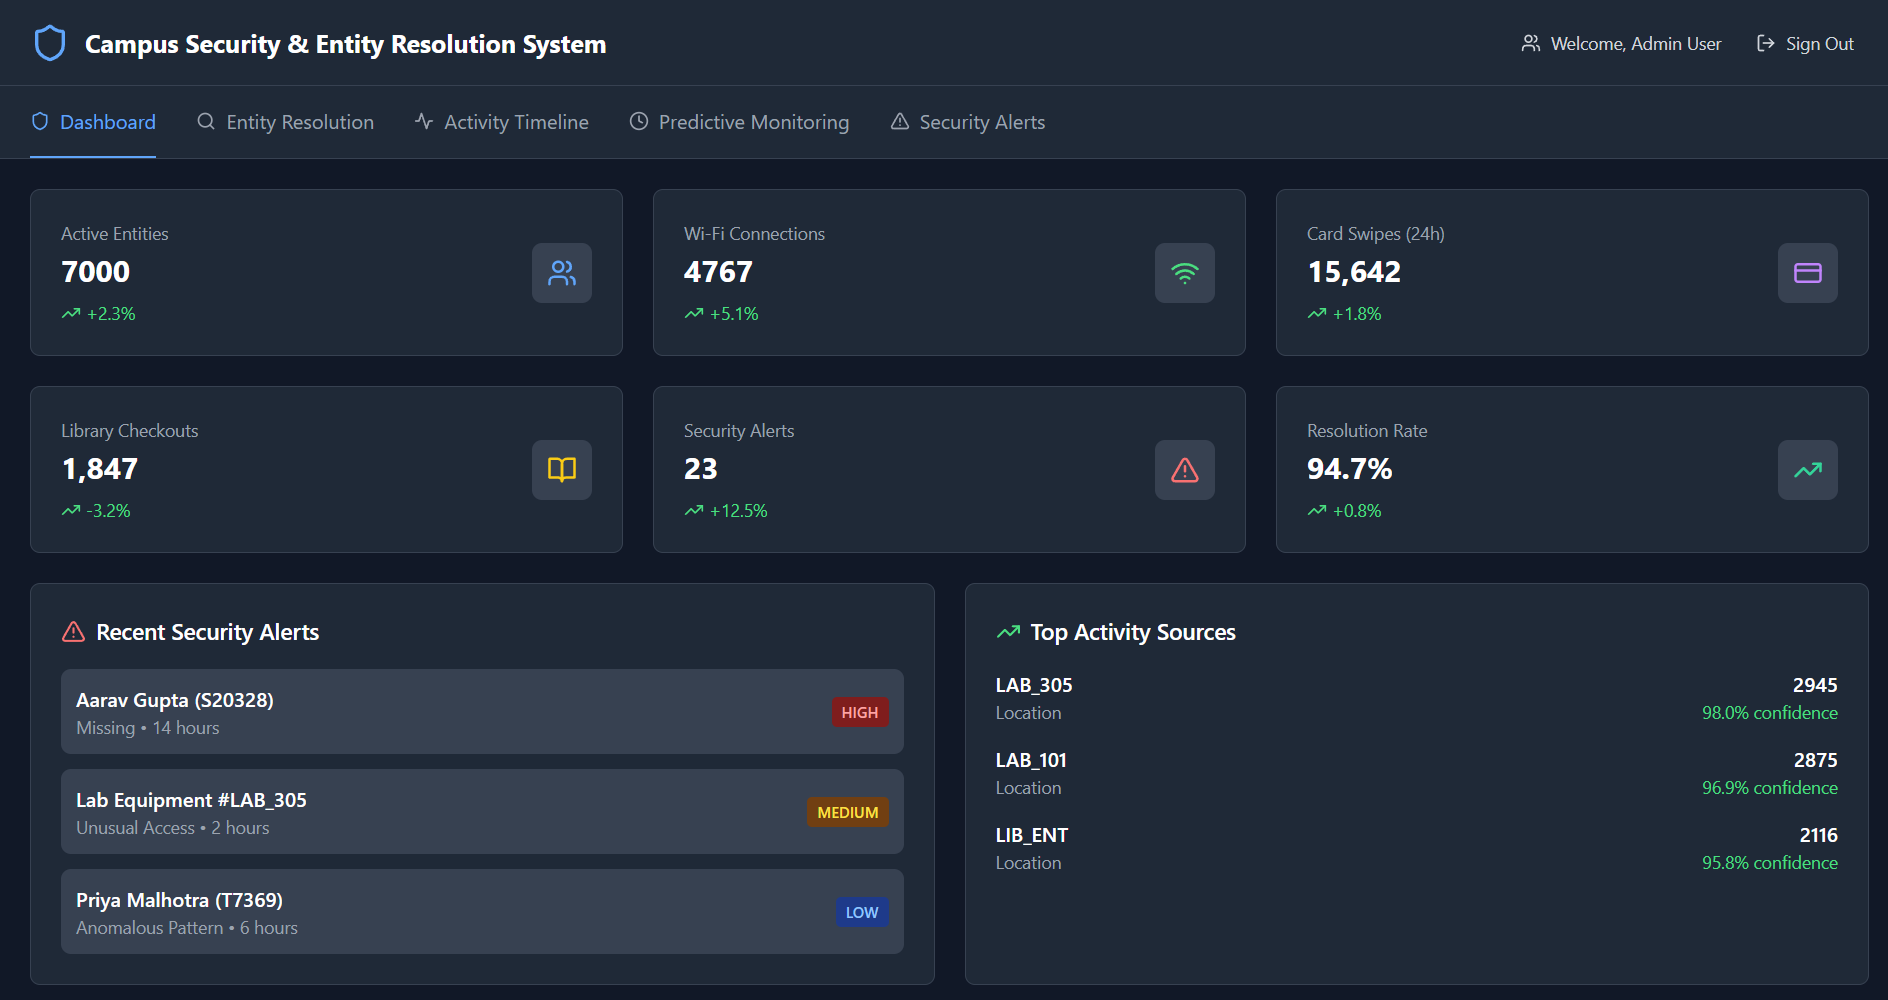 Campus Security & Entity Resolution System
Welcome, Admin User
Sign Out
Dashboard
Entity Resolution
Activity Timeline
Predictive Monitoring
Security Alerts
Active Entities
7000
+2.3%
Wi-Fi Connections
4767
+5.1%
Card Swipes (24h)
15,642
+1.8%
Library Checkouts
1,847
-3.2%
Security Alerts
23
+12.5%
Resolution Rate
94.7%
+0.8%
Recent Security Alerts
Aarav Gupta (S20328)
Missing • 14 hours
HIGH
Lab Equipment #LAB_305
Unusual Access • 2 hours
MEDIUM
Priya Malhotra (T7369)
Anomalous Pattern • 6 hours
LOW
Top Activity Sources
LAB_305
2945
Location
98.0% confidence
LAB_101
2875
Location
96.9% confidence
LIB_ENT
2116
Location
95.8% confidence